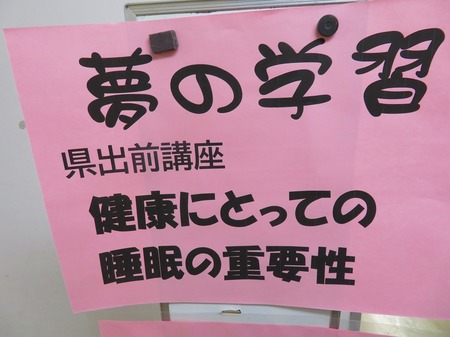 夢の学習
県出前講座
健康にとっての
睡眠の重要性